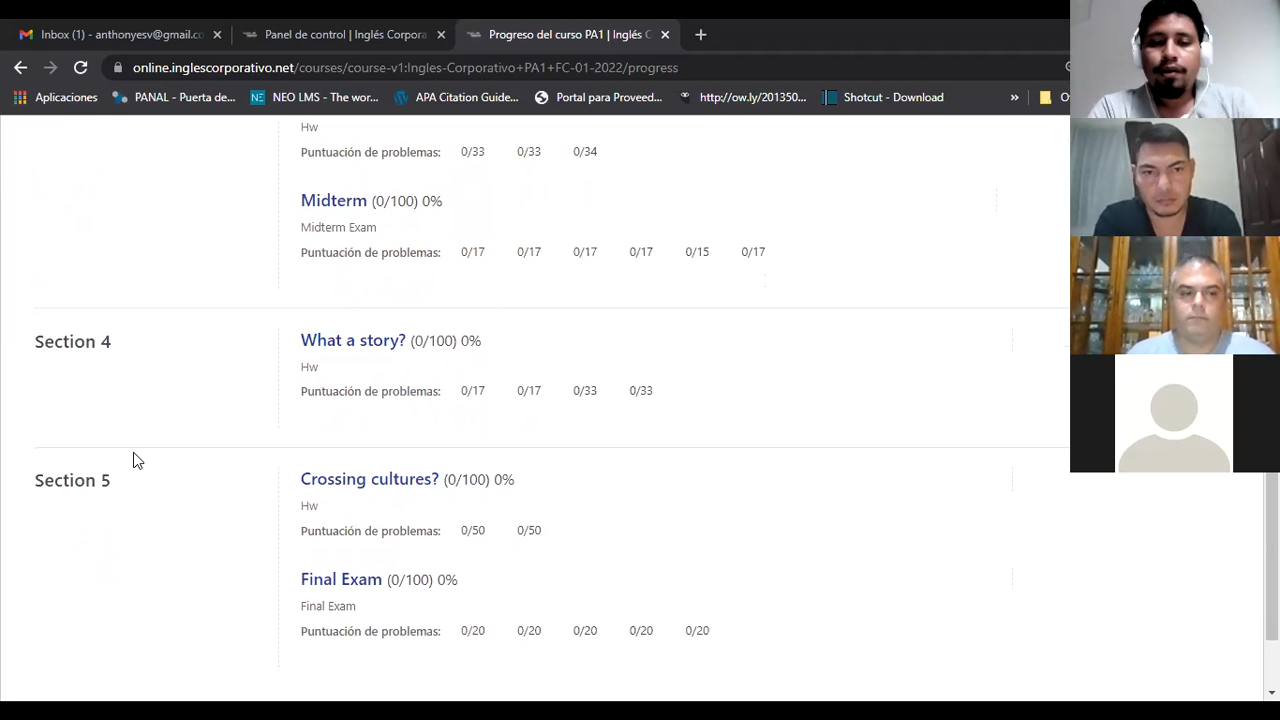 Inbox (1) - anthonyesv@gmail.co
Panel de control | Inglés Corpora
Progreso del curso PA1 | Inglés C
online.inglescorporativo.net/courses/course-v1:Ingles-Corporativo+PA1+FC-01-2022/progress
Aplicaciones
PANAL - Puerta de...
NEO LMS - The wor...
APA Citation Guide...
Portal para Proveed...
http://ow.ly/201350...
Shotcut - Download
»
Hw
Puntuación de problemas: 0/33 0/33 0/34
Midterm (0/100) 0%
Midterm Exam
Puntuación de problemas: 0/17 0/17 0/17 0/17 0/15 0/17
Section 4
What a story? (0/100) 0%
Hw
Puntuación de problemas: 0/17 0/17 0/33 0/33
Section 5
Crossing cultures? (0/100) 0%
Hw
Puntuación de problemas: 0/50 0/50
Final Exam (0/100) 0%
Final Exam
Puntuación de problemas: 0/20 0/20 0/20 0/20 0/20